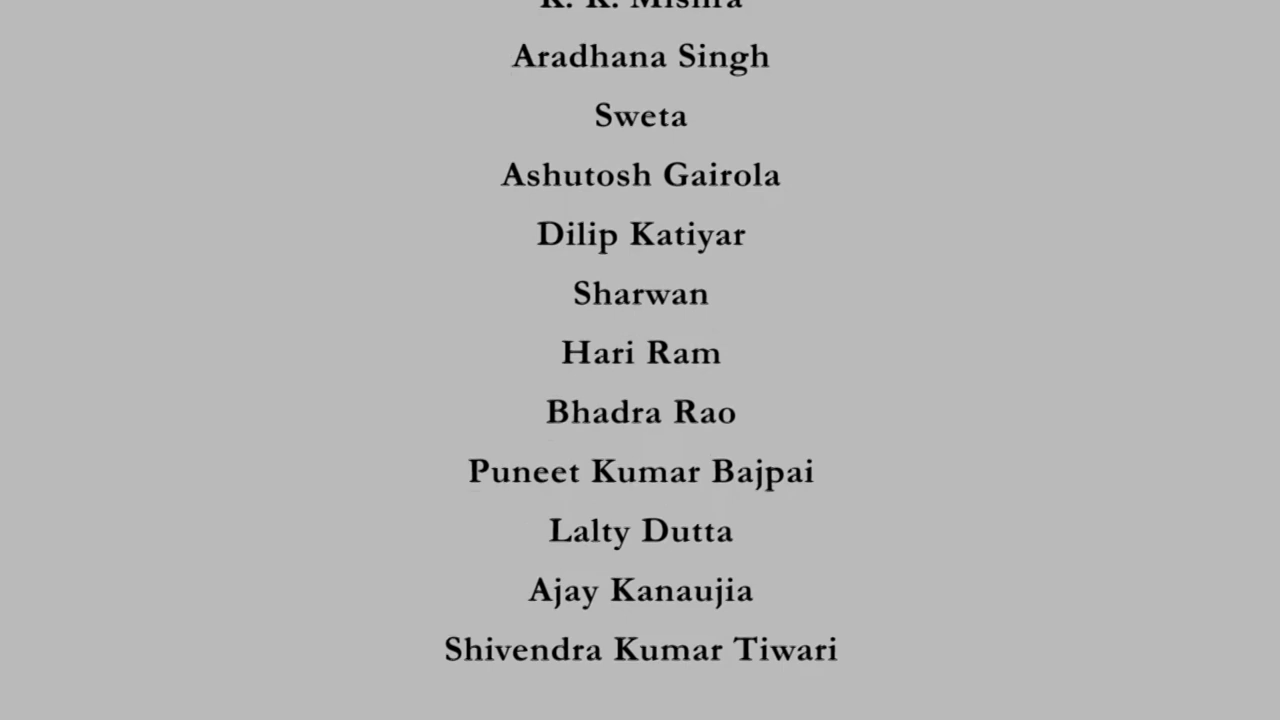 K. K. Mishra
Aradhana Singh
Sweta
Ashutosh Gairola
Dilip Katiyar
Sharwan
Hari Ram
Bhadra Rao
Puneet Kumar Bajpai
Lalty Dutta
Ajay Kanaujia
Shivendra Kumar Tiwari